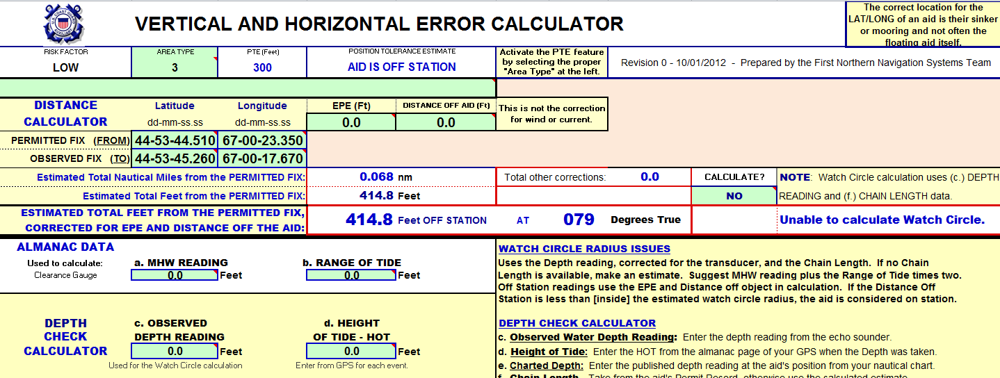 VERTICAL AND HORIZONTAL ERROR CALCULATOR
The correct location for the
LAT/LONG of an aid is their sinker
or mooring and not often the
floating aid itself.
RISK FACTOR
LOW
AREA TYPE
3
PTE (Feet)
300
POSITION TOLERANCE ESTIMATE
AID IS OFF STATION
Activate the PTE feature
by selecting the proper
"Area Type" at the left.
Revision 0 - 10/01/2012 - Prepared by the First Northern Navigation Systems Team
DISTANCE
CALCULATOR
Latitude
dd-mm-ss.ss
Longitude
dd-mm-ss.ss
EPE (Ft)
0.0
DISTANCE OFF AID (Ft)
0.0
This is not the correction
for wind or current.
PERMITTED FIX (FROM) 44-53-44.510 67-00-23.350
OBSERVED FIX (TO) 44-53-45.260 67-00-17.670
Estimated Total Nautical Miles from the PERMITTED FIX: 0.068 nm
Total other corrections: 0.0
CALCULATE?
NOTE: Watch Circle calculation uses (c.) DEPTH
Estimated Total Feet from the PERMITTED FIX: 414.8 Feet
NO
READING and (f.) CHAIN LENGTH data.
ESTIMATED TOTAL FEET FROM THE PERMITTED FIX,
CORRECTED FOR EPE AND DISTANCE OFF THE AID:
414.8 Feet OFF STATION AT 079 Degrees True
Unable to calculate Watch Circle.
ALMANAC DATA
Used to calculate:
Clearance Gauge
a. MHW READING
0.0 Feet
b. RANGE OF TIDE
0.0 Feet
WATCH CIRCLE RADIUS ISSUES
Uses the Depth reading, corrected for the transducer, and the Chain Length. If no Chain
Length is available, make an estimate. Suggest MHW reading plus the Range of Tide times two.
Off Station readings use the EPE and Distance off object in calculation. If the Distance Off
Station is less than [inside] the estimated watch circle radius, the aid is considered on station.
DEPTH
CHECK
CALCULATOR
c. OBSERVED
DEPTH READING
0.0 Feet
Used for the Watch Circle calculation
d. HEIGHT
OF TIDE - HOT
0.0 Feet
Enter from GPS for each event.
DEPTH CHECK CALCULATOR
c. Observed Water Depth Reading: Enter the depth reading from the echo sounder.
d. Height of Tide: Enter the HOT from the almanac page of your GPS when the Depth was taken.
e. Charted Depth: Enter the published depth reading at the aid's position from your nautical chart.
f. Chain Length Take from the aid's Permit Record, otherwise use the calculated estimate